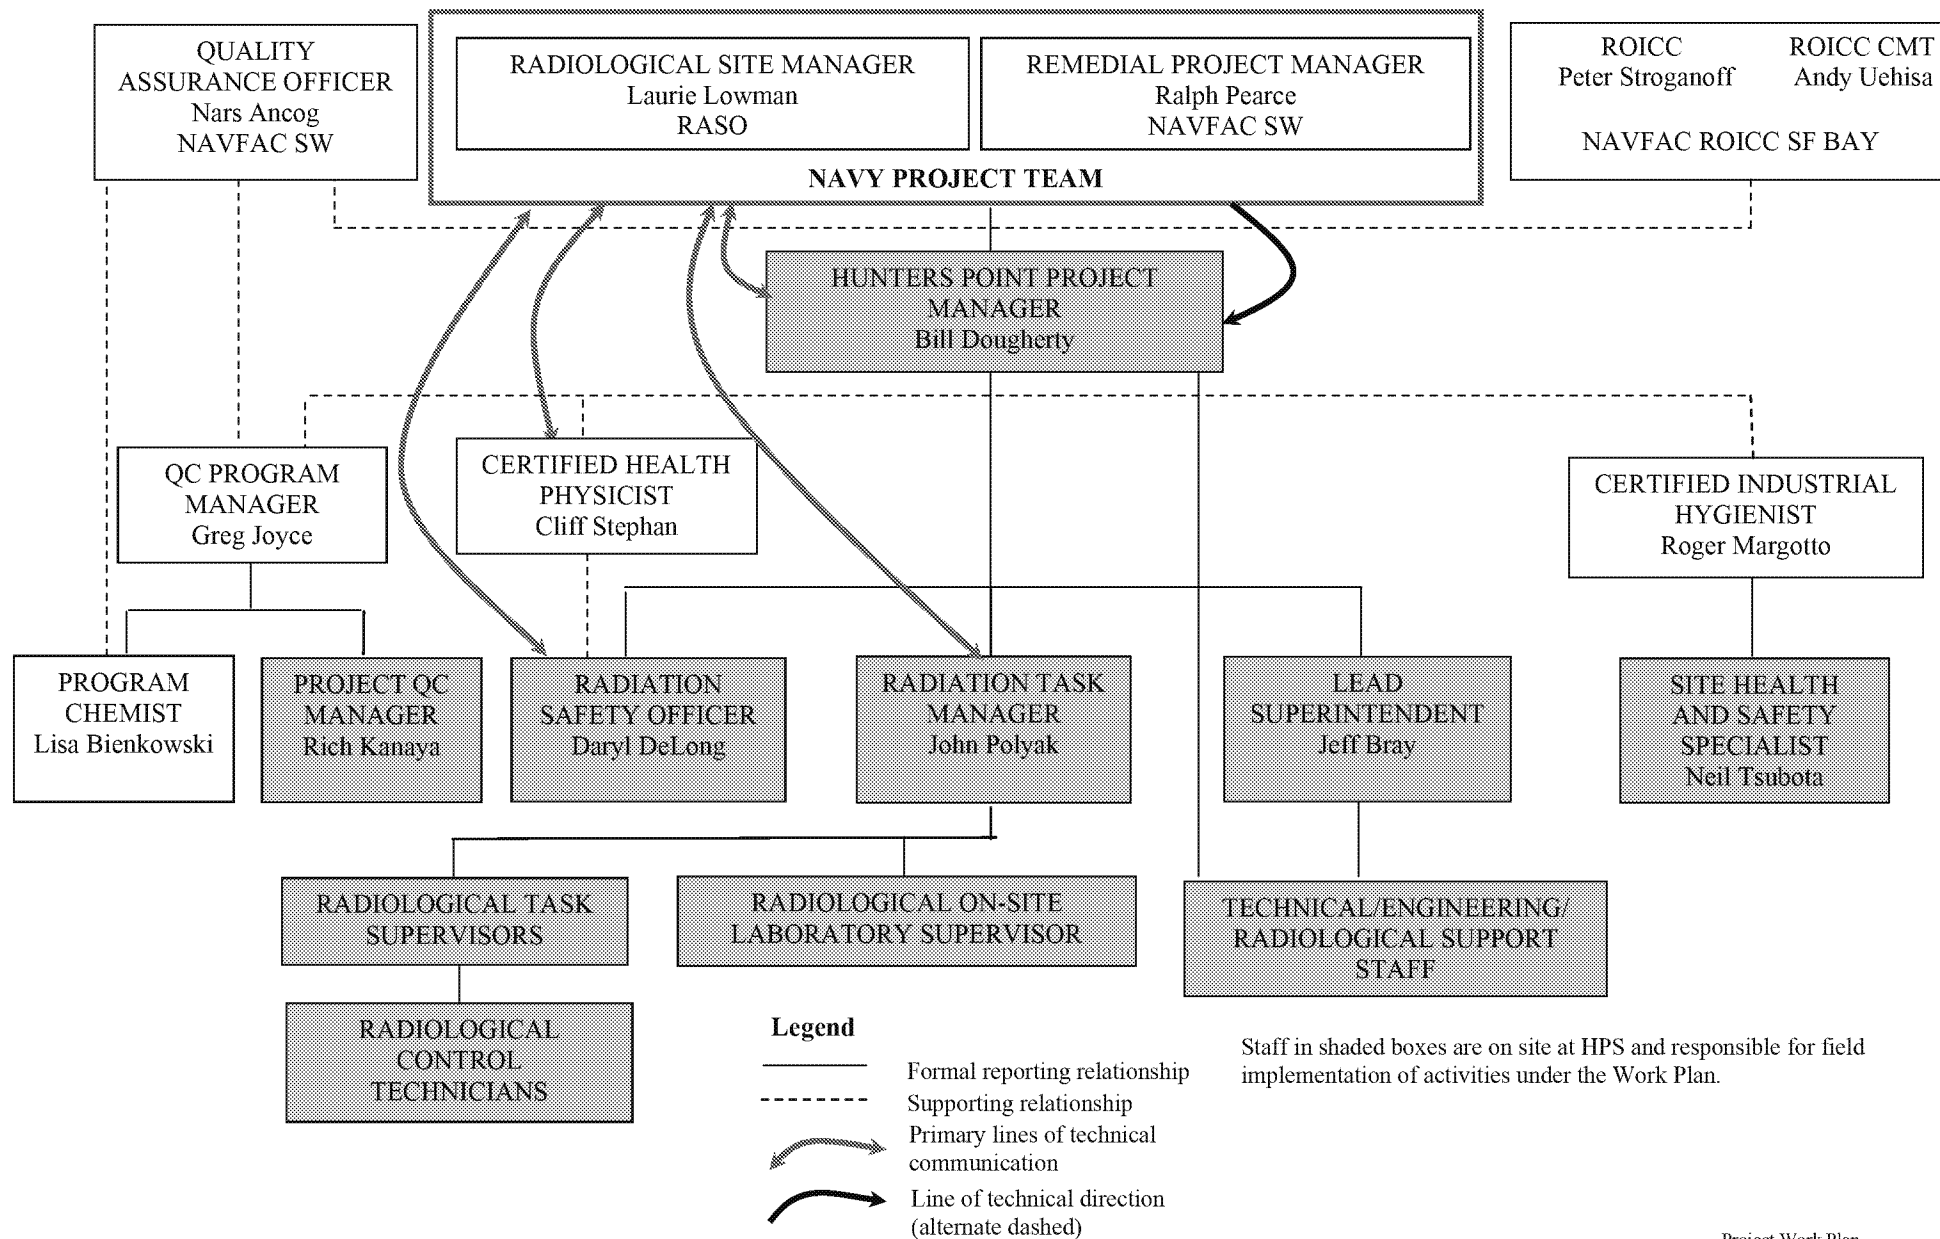 QUALITY
ASSURANCE OFFICER
Nars Ancog
NAVFAC SW
RADIOLOGICAL SITE MANAGER
Laurie Lowman
RASO
REMEDIAL PROJECT MANAGER
Ralph Pearce
NAVFAC SW
NAVY PROJECT TEAM
ROICC
Peter Stroganoff
ROICC CMT
Andy Uehisa
NAVFAC ROICC SF BAY
HUNTERS POINT PROJECT
MANAGER
Bill Dougherty
QC PROGRAM
MANAGER
Greg Joyce
CERTIFIED HEALTH
PHYSICIST
Cliff Stephan
CERTIFIED INDUSTRIAL
HYGIENIST
Roger Margotto
PROGRAM
CHEMIST
Lisa Bienkowski
PROJECT QC
MANAGER
Rich Kanaya
RADIATION
SAFETY OFFICER
Daryl DeLong
RADIATION TASK
MANAGER
John Polyak
LEAD
SUPERINTENDENT
Jeff Bray
SITE HEALTH
AND SAFETY
SPECIALIST
Neil Tsubota
RADIOLOGICAL TASK
SUPERVISORS
RADIOLOGICAL ON-SITE
LABORATORY SUPERVISOR
TECHNICAL/ENGINEERING/
RADIOLOGICAL SUPPORT
STAFF
RADIOLOGICAL
CONTROL
TECHNICIANS
Legend
Formal reporting relationship
Supporting relationship
Primary lines of technical
communication
Line of technical direction
(alternate dashed)
Staff in shaded boxes are on site at HPS and responsible for field
implementation of activities under the Work Plan.
Project Work Plan